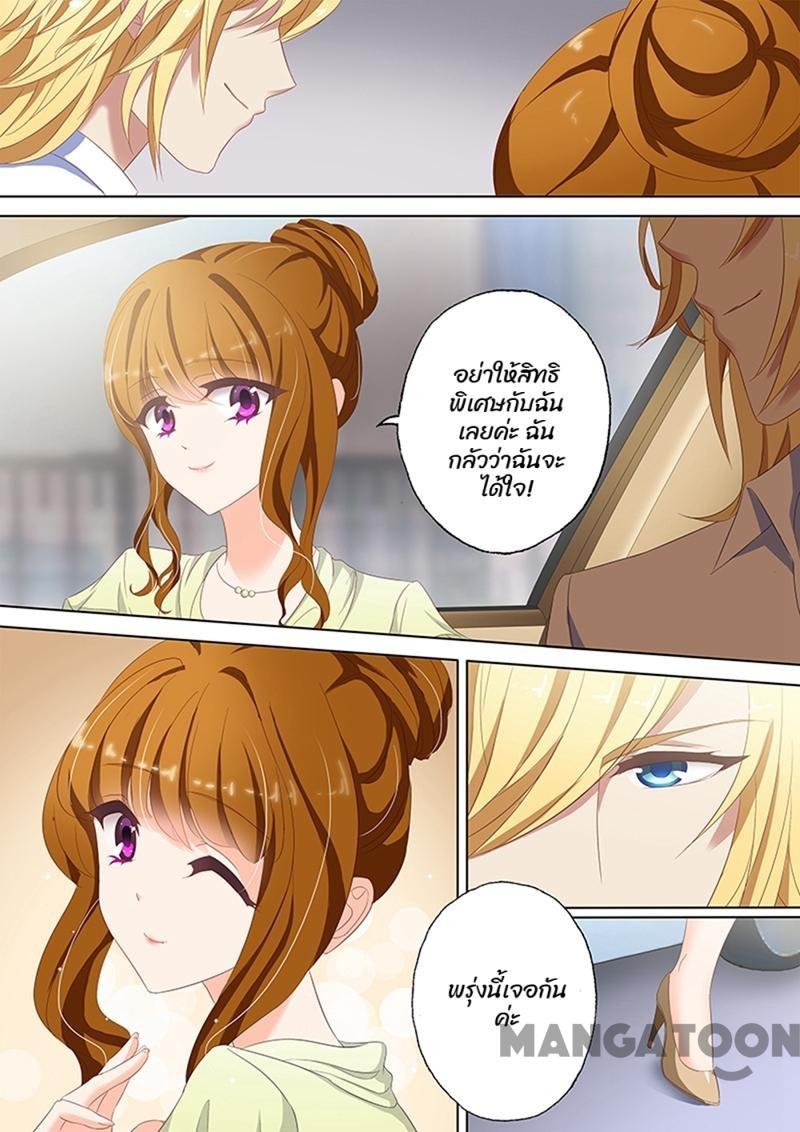 อย่าให้สิทธิ
พิเศษกับฉัน
เลยค่ะ ฉัน
กลัวว่าฉันจะ
ได้ใจ!
พรุ่งนี้เจอกัน
ค่ะ
MANGATOON